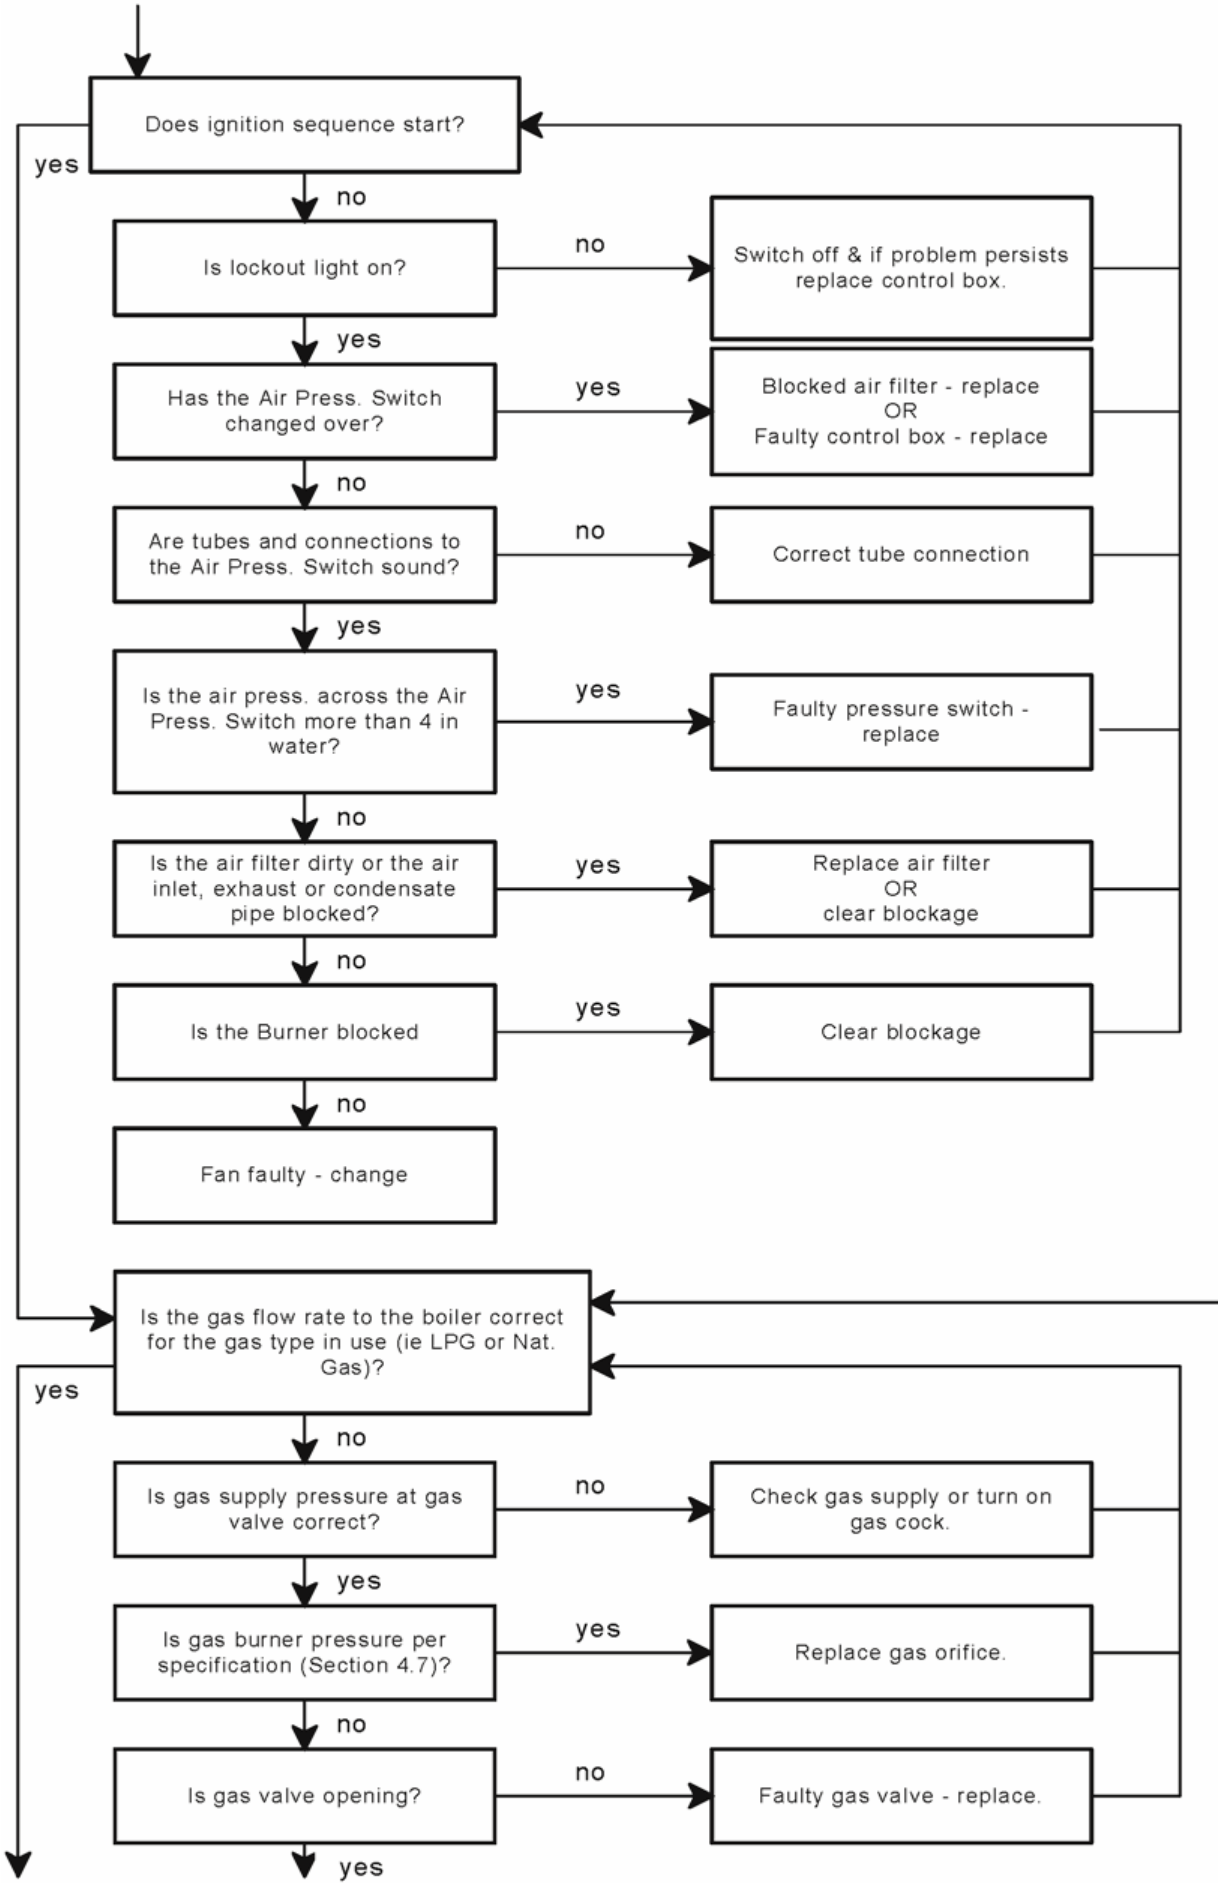 Does ignition sequence start?
yes
no
Is lockout light on?
no
Switch off & if problem persists
replace control box.
yes
Has the Air Press. Switch
changed over?
yes
Blocked air filter - replace
OR
Faulty control box - replace
no
Are tubes and connections to
the Air Press. Switch sound?
no
Correct tube connection
yes
Is the air press. across the Air
Press. Switch more than 4 in
water?
yes
Faulty pressure switch -
replace
no
Is the air filter dirty or the air
inlet, exhaust or condensate
pipe blocked?
yes
Replace air filter
OR
clear blockage
no
Is the Burner blocked
yes
Clear blockage
no
Fan faulty - change
Is the gas flow rate to the boiler correct
for the gas type in use (ie LPG or Nat.
Gas)?
yes
no
Is gas supply pressure at gas
valve correct?
no
Check gas supply or turn on
gas cock.
yes
Is gas burner pressure per
specification (Section 4.7)?
yes
Replace gas orifice.
no
Is gas valve opening?
no
Faulty gas valve - replace.
yes